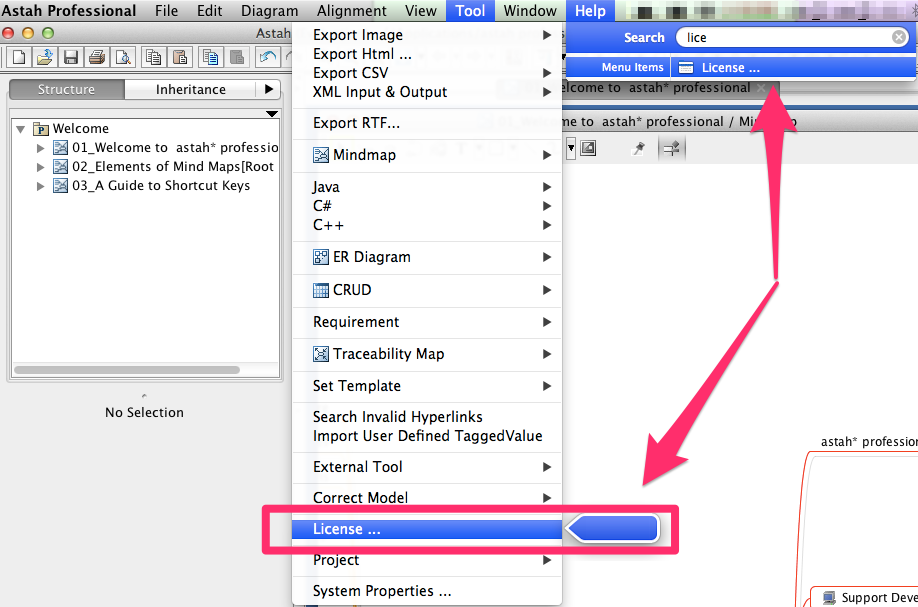 Astah Professional File Edit Diagram Alignment View Tool Window Help
Search lice
Menu Items License ...
Astah
Structure Inheritance
Welcome
01_Welcome to astah* professio
02_Elements of Mind Maps[Root
03_A Guide to Shortcut Keys
No Selection
Export Image
Export Html ...
Export CSV
XML Input & Output
Export RTF...
Mindmap
Java
C#
C++
ER Diagram
CRUD
Requirement
Traceability Map
Set Template
Search Invalid Hyperlinks
Import User Defined TaggedValue
External Tool
Correct Model
License ...
Project
System Properties ...
elcome to astah* professional
me to astah* professional / Min
astah* profession
Support Deve